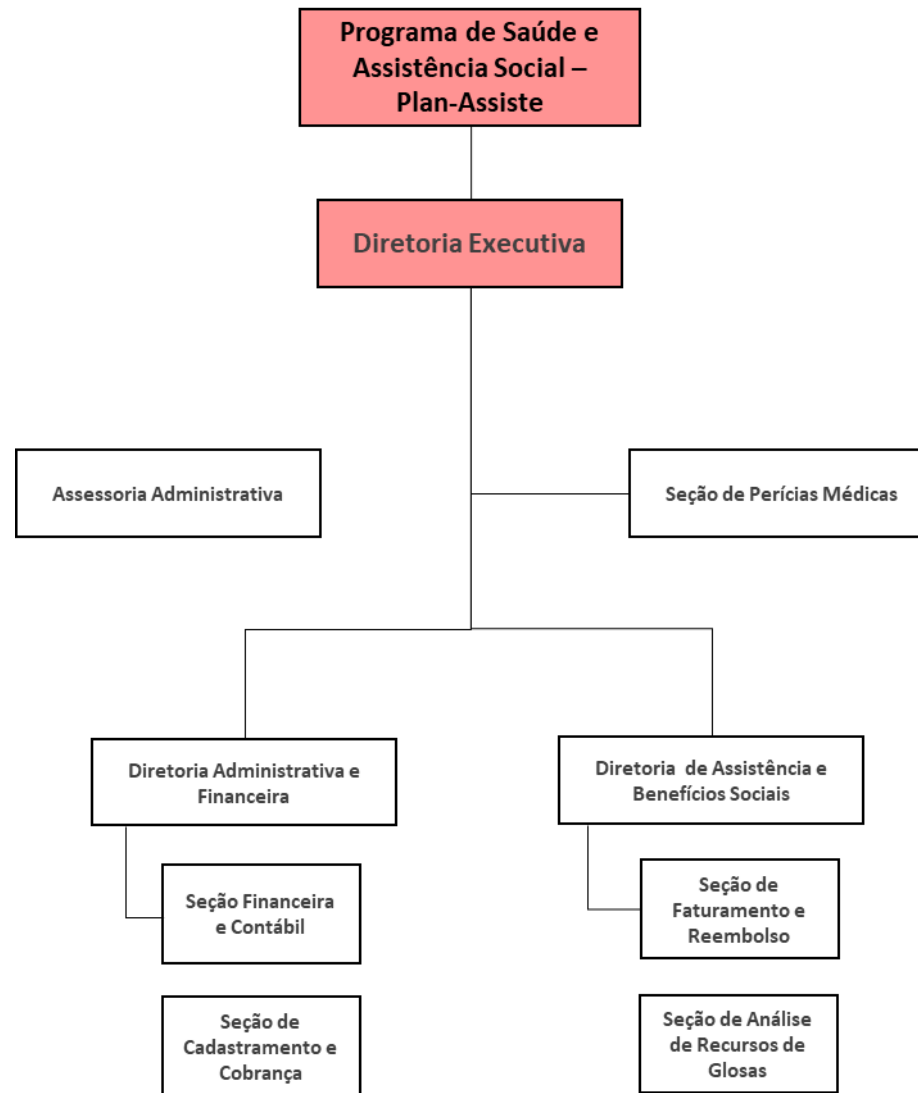 Programa de Saúde e
Assistência Social –
Plan-Assiste
Diretoria Executiva
Assessoria Administrativa
Seção de Perícias Médicas
Diretoria Administrativa e
Financeira
Diretoria  de Assistência e
Benefícios Sociais
Seção Financeira
e Contábil
Seção de
Faturamento e
Reembolso
Seção de
Cadastramento e
Cobrança
Seção de Análise
de Recursos de
Glosas